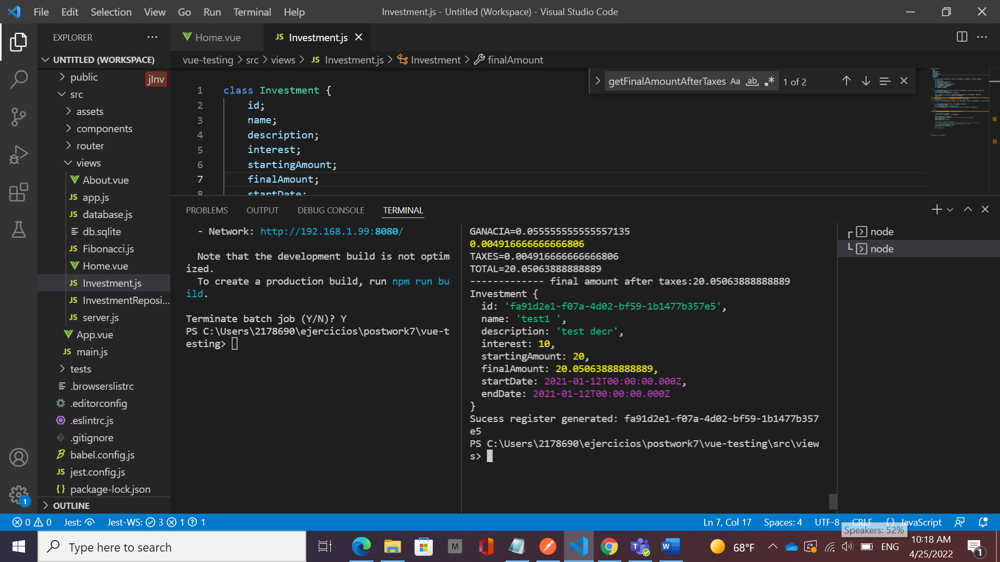 File Edit Selection View Go Run Terminal Help
Investment.js - Untitled (Workspace) - Visual Studio Code
EXPLORER
UNTITLED (WORKSPACE)
public
jInv
src
assets
components
router
views
About.vue
JS app.js
JS database.js
db.sqlite
JS Fibonacci.js
Home.vue
JS Investment.js
JS InvestmentReposi...
JS server.js
App.vue
JS main.js
tests
.browserslistrc
.editorconfig
.eslintrc.js
.gitignore
babel.config.js
JS jest.config.js
{} package-lock.json
OUTLINE
Home.vue
JS Investment.js
vue-testing > src > views > JS Investment.js > Investment > finalAmount
getFinalAmountAfterTaxes Aa ab 1 of 2
1 class Investment {
2 id;
3 name;
4 description;
5 interest;
6 startingAmount;
7 finalAmount;
8 startDate;
PROBLEMS OUTPUT DEBUG CONSOLE TERMINAL
- Network: http://192.168.1.99:8080/
Note that the development build is not optim
ized.
To create a production build, run npm run bu
ild.
Terminate batch job (Y/N)? Y
PS C:\Users\2178690\ejercicios\postwork7\vue-t
esting>
GANACIA=0.055555555555557135
0.004916666666666806
TAXES=0.004916666666666806
TOTAL=20.05063888888889
------------- final amount after taxes:20.05063888888889
Investment {
id: 'fa91d2e1-f07a-4d02-bf59-1b1477b357e5',
name: 'test1 ',
description: 'test decr',
interest: 10,
startingAmount: 20,
finalAmount: 20.05063888888889,
startDate: 2021-01-12T00:00:00.000Z,
endDate: 2021-01-12T00:00:00.000Z
}
Sucess register generated: fa91d2e1-f07a-4d02-bf59-1b1477b357
e5
PS C:\Users\2178690\ejercicios\postwork7\vue-testing\src\view
s>
node
node
1
0 0 Jest: Jest-WS: 3 1 1
Ln 7, Col 17 Spaces: 4 UTF-8 CRLF {} JavaScript
Speakers: 52%
Type here to search
M
68°F
ENG
10:18 AM
4/25/2022
1